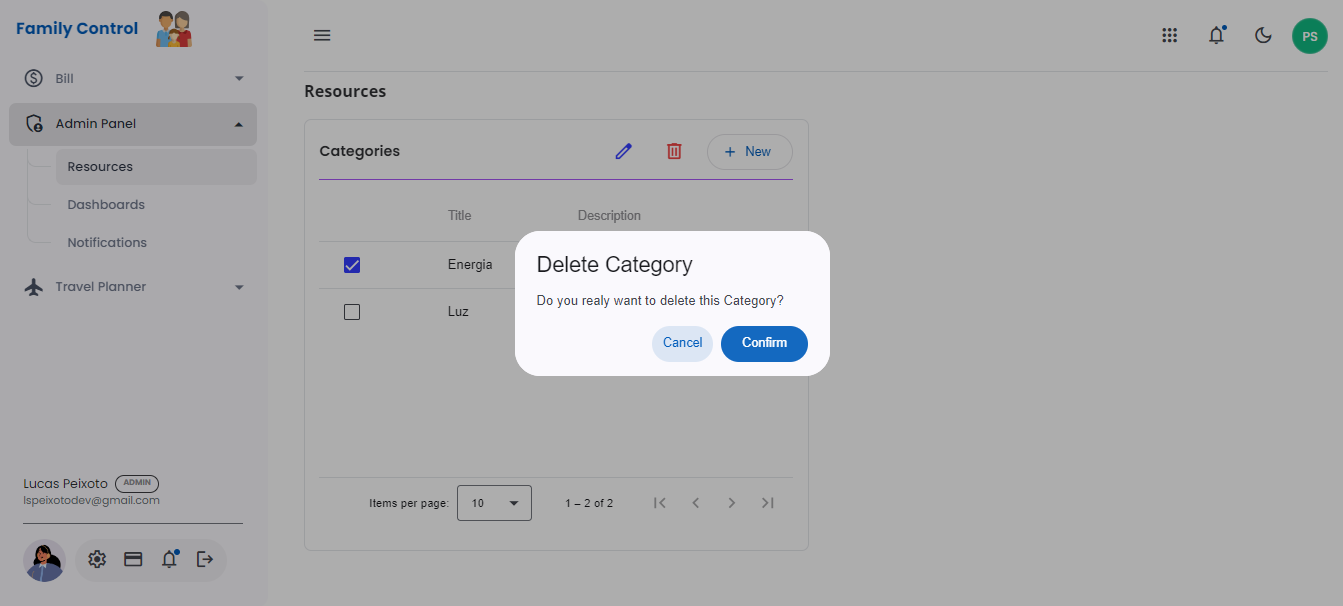 Family Control
Bill
Admin Panel
Resources
Dashboards
Notifications
Travel Planner
Lucas Peixoto ADMIN
lspeixotodev@gmail.com
PS
Resources
Categories + New
Title Description
Energia
Luz
Delete Category
Do you realy want to delete this Category?
Cancel Confirm
Items per page: 10 1 – 2 of 2